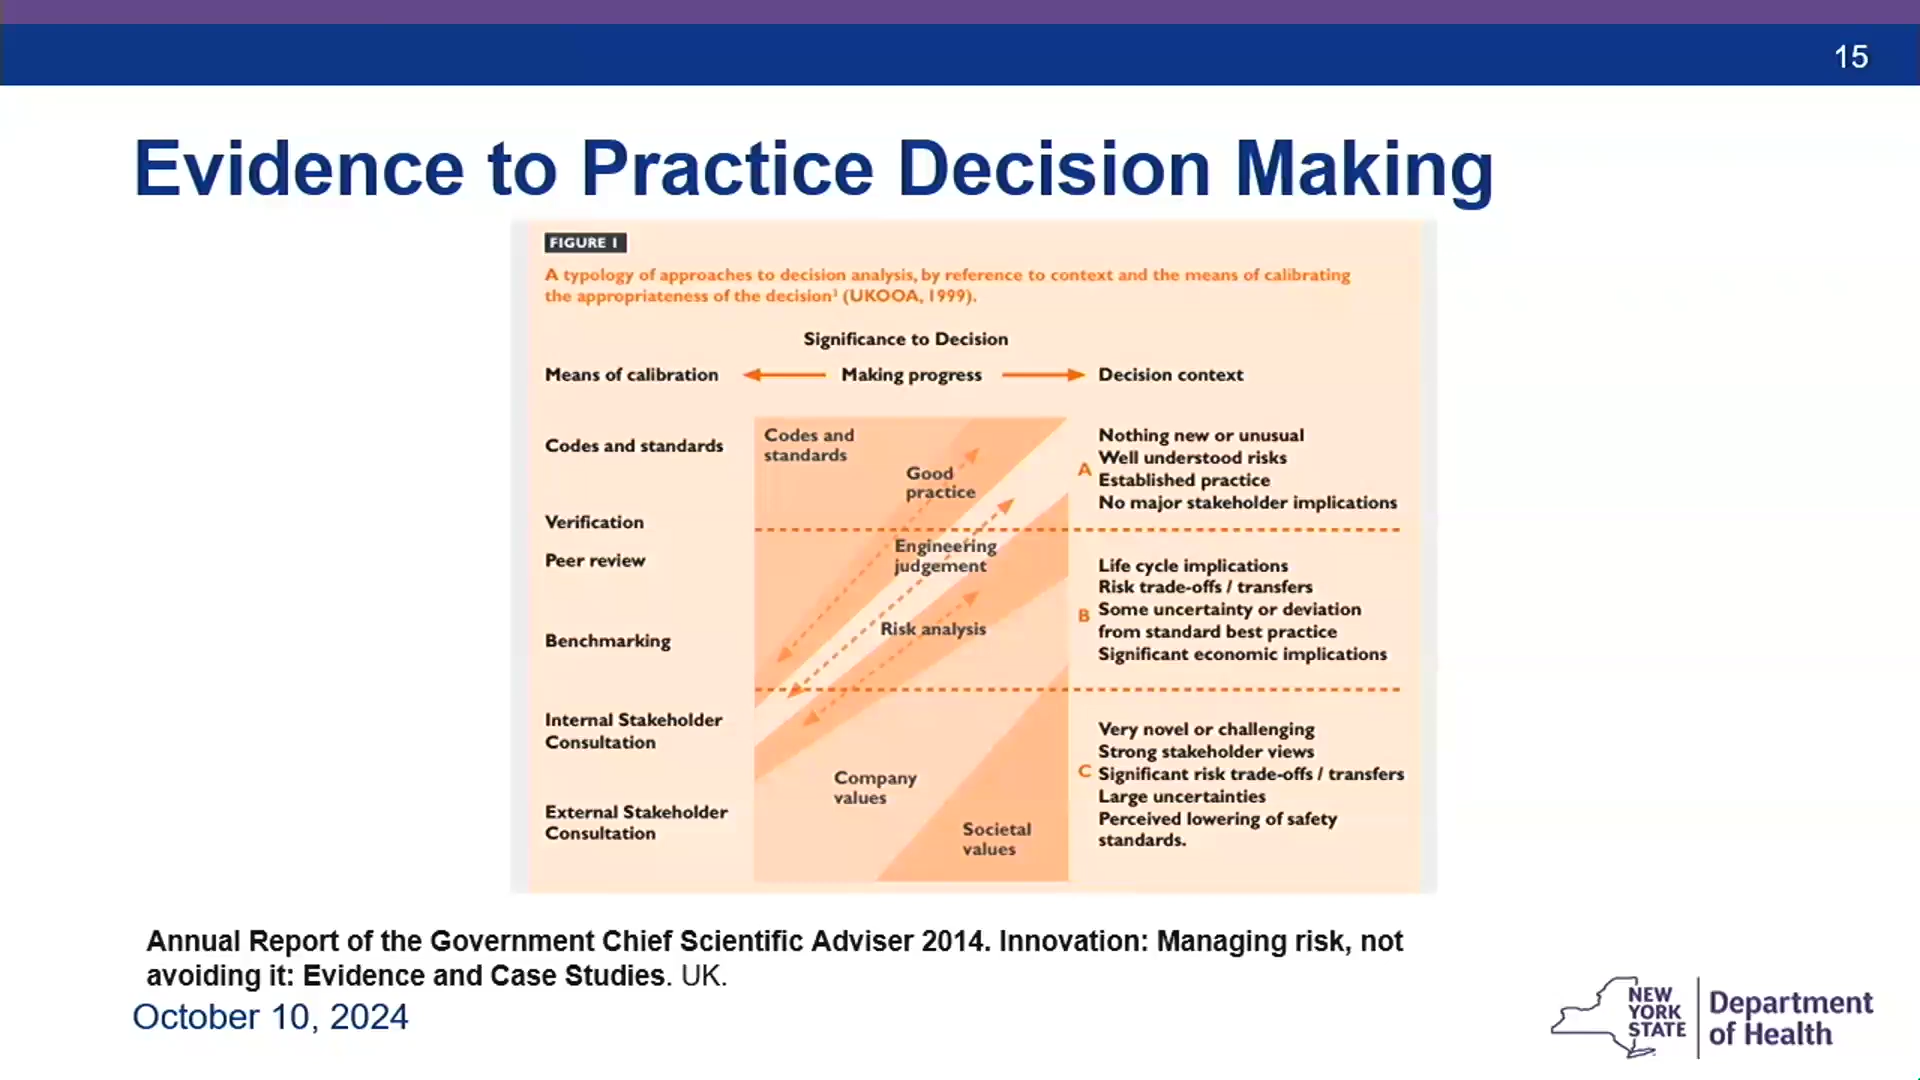 15
Evidence to Practice Decision Making
FIGURE 1
A typology of approaches to decision analysis, by reference to context and the means of calibrating
the appropriateness of the decision¹ (UKOOA, 1999).
Significance to Decision
Means of calibration
Making progress
Decision context
Codes and standards
Verification
Peer review
Benchmarking
Internal Stakeholder
Consultation
External Stakeholder
Consultation
Codes and
standards
Good
practice
Engineering
judgement
Risk analysis
Company
values
Societal
values
A
Nothing new or unusual
Well understood risks
Established practice
No major stakeholder implications
B
Life cycle implications
Risk trade-offs / transfers
Some uncertainty or deviation
from standard best practice
Significant economic implications
C
Very novel or challenging
Strong stakeholder views
Significant risk trade-offs / transfers
Large uncertainties
Perceived lowering of safety
standards.
Annual Report of the Government Chief Scientific Adviser 2014. Innovation: Managing risk, not
avoiding it: Evidence and Case Studies. UK.
October 10, 2024
NEW
YORK
STATE
Department
of Health